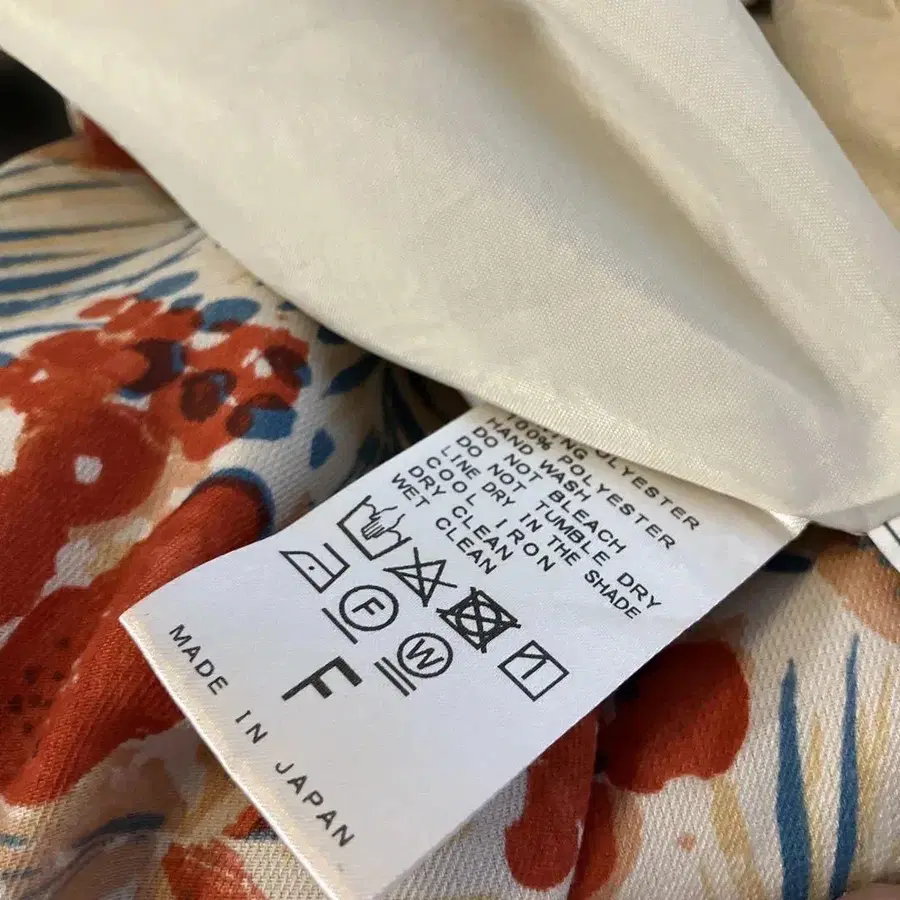 POLYESTER
100% POLYESTER
HAND WASH
DO NOT BLEACH
DO NOT TUMBLE DRY
LINE DRY IN THE SHADE
COOL IRON
DRY CLEAN
WET CLEAN
F
W
F
MADE IN JAPAN